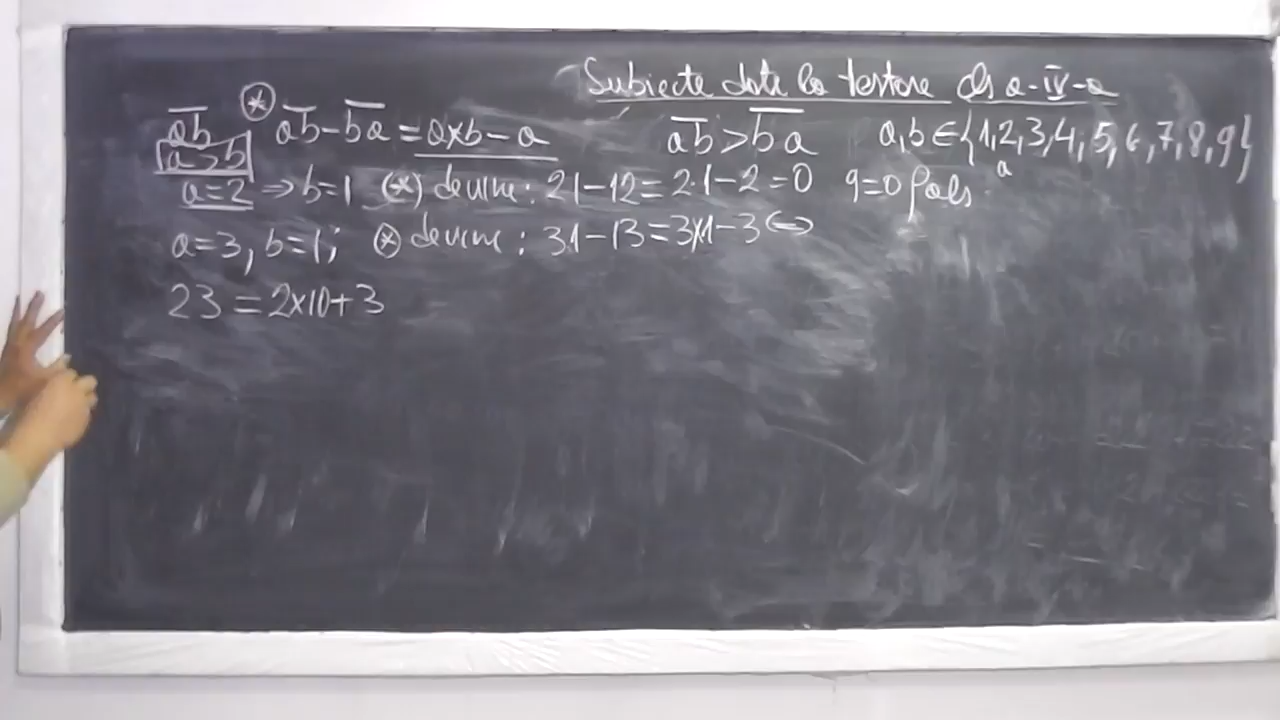 Subiecte date la testare cls a-IV-a
ab ⊛ ab-ba = axb-a ab>ba a,b∈{1,2,3,4,5,6,7,8,9}
a>b
a=2 ⇒ b=1 (*) devine: 21-12=2·1-2=0 9=0 fals a
a=3, b=1; ⊛ devine: 31-13=3x1-3 ⇔
23=2x10+3